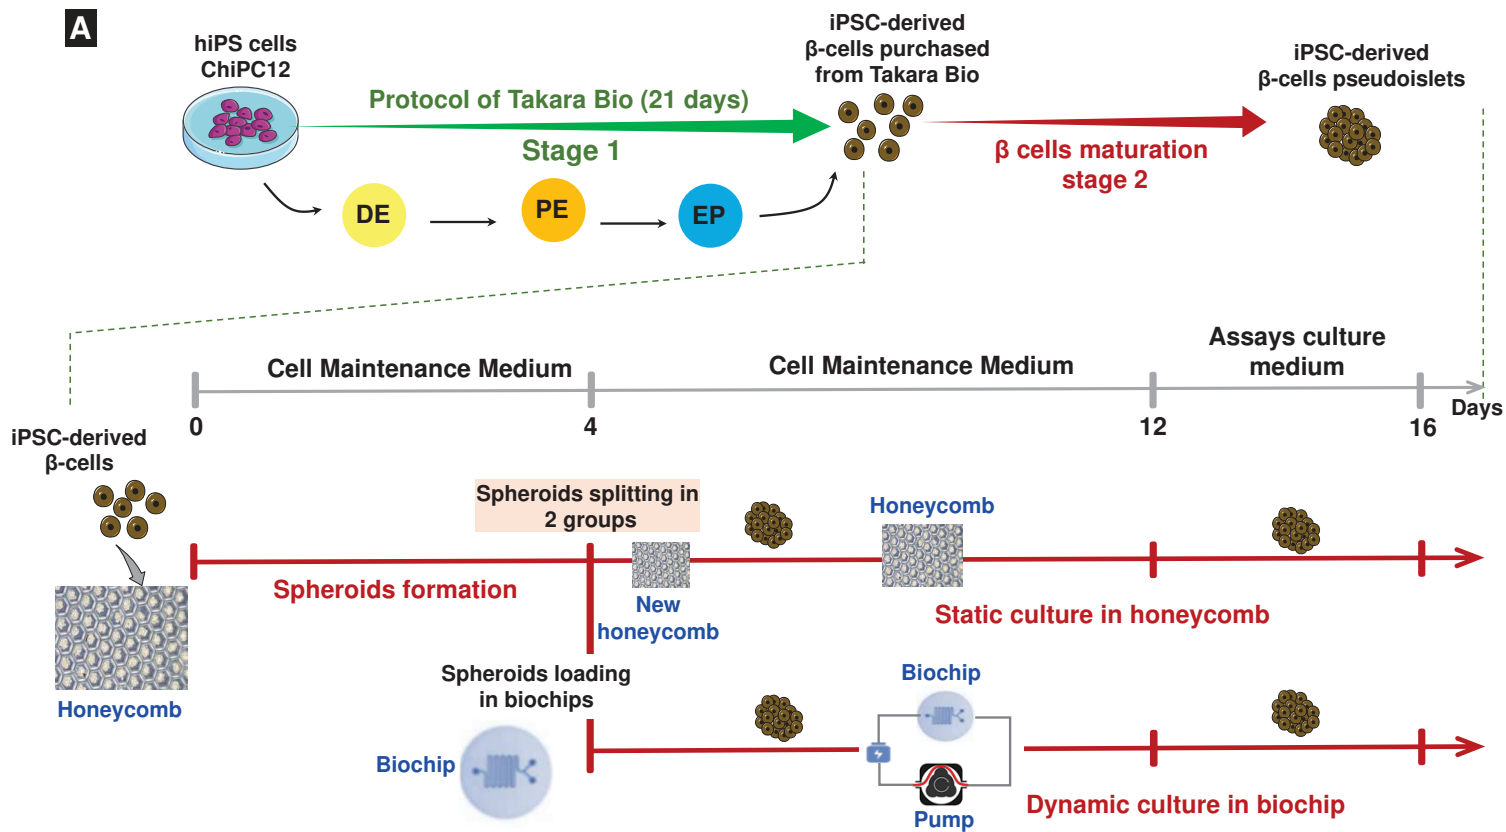 A
hiPS cells
ChiPC12
Protocol of Takara Bio (21 days)
Stage 1
iPSC-derived
β-cells purchased
from Takara Bio
β cells maturation
stage 2
iPSC-derived
β-cells pseudoislets
DE
PE
EP
Cell Maintenance Medium
Cell Maintenance Medium
Assays culture
medium
0
4
12
16
Days
iPSC-derived
β-cells
Honeycomb
Spheroids formation
Spheroids splitting in
2 groups
New
honeycomb
Honeycomb
Static culture in honeycomb
Spheroids loading
in biochips
Biochip
Biochip
Pump
Dynamic culture in biochip